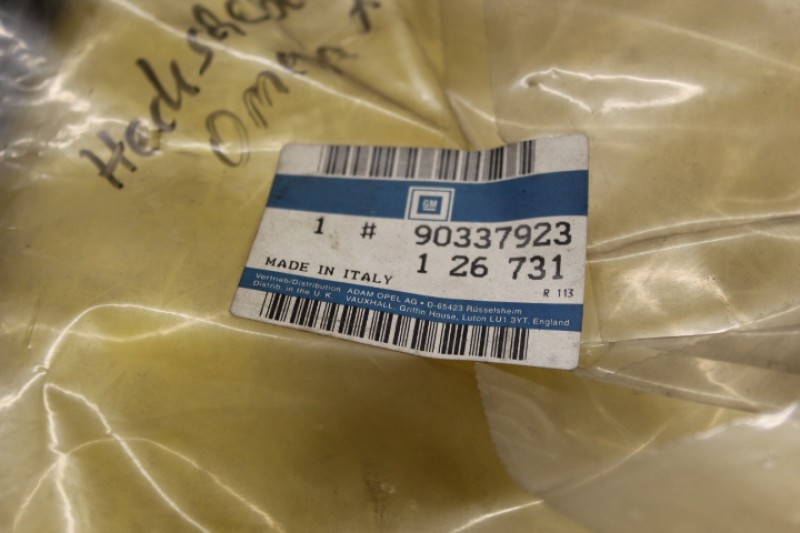 Omega A
GM
1 # 90337923
MADE IN ITALY 1 26 731
R 113
Vertrieb/Distribution ADAM OPEL AG • D-65423 Rüsselsheim
Distrib. in the U. K. VAUXHALL, Griffin House, Luton LU1 3YT, England